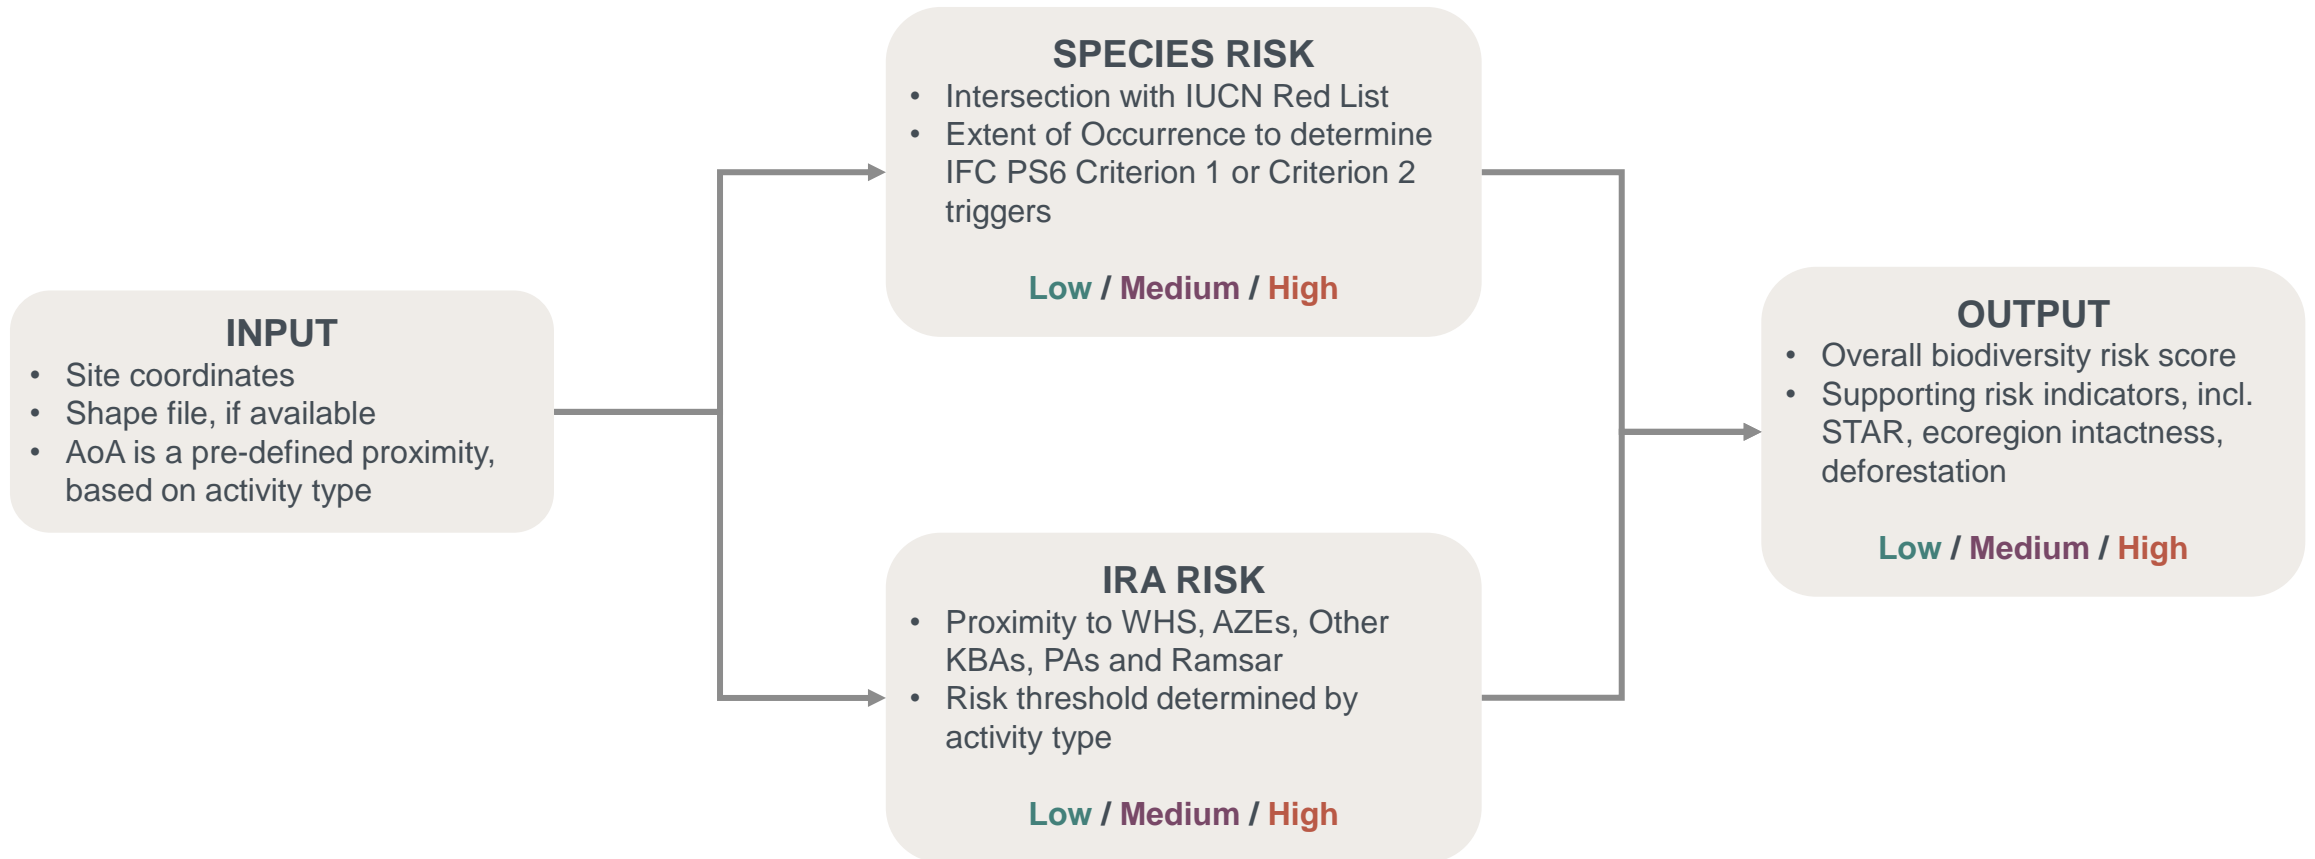 INPUT
• Site coordinates
• Shape file, if available
• AoA is a pre-defined proximity,
based on activity type
SPECIES RISK
• Intersection with IUCN Red List
• Extent of Occurrence to determine
IFC PS6 Criterion 1 or Criterion 2
triggers
Low / Medium / High
IRA RISK
• Proximity to WHS, AZEs, Other
KBAs, PAs and Ramsar
• Risk threshold determined by
activity type
Low / Medium / High
OUTPUT
• Overall biodiversity risk score
• Supporting risk indicators, incl.
STAR, ecoregion intactness,
deforestation
Low / Medium / High